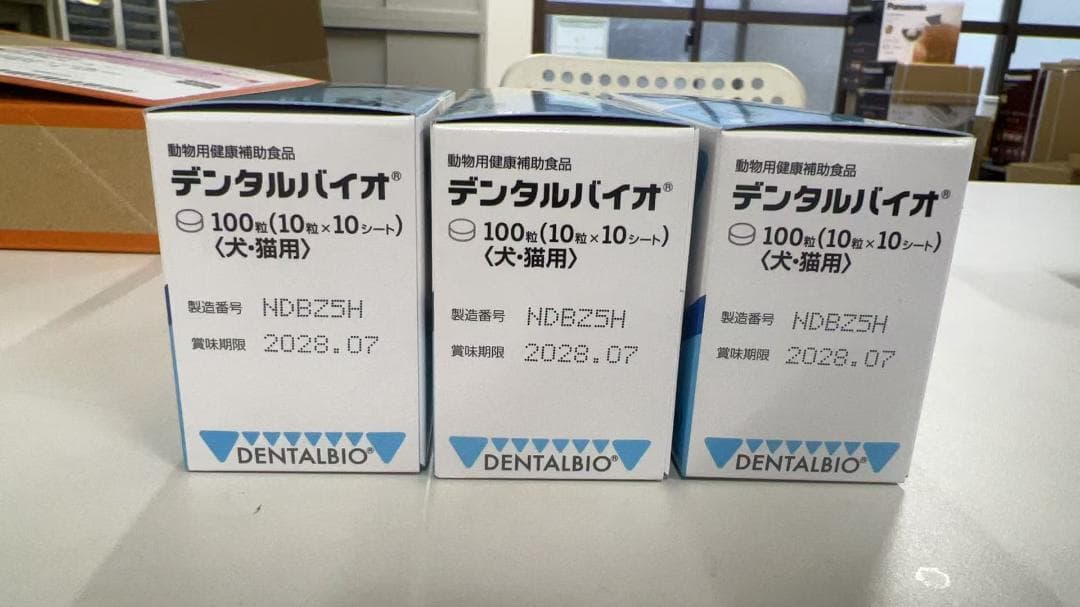 Panasonic
動物用健康補助食品
デンタルバイオ®
100粒(10粒×10シート)
〈犬・猫用〉
製造番号 NDBZ5H
賞味期限 2028.07
DENTALBIO®
動物用健康補助食品
デンタルバイオ®
100粒(10粒×10シート)
〈犬・猫用〉
製造番号 NDBZ5H
賞味期限 2028.07
DENTALBIO®
動物用健康補助食品
デンタルバイオ®
100粒(10粒×10シート)
〈犬・猫用〉
製造番号 NDBZ5H
賞味期限 2028.07
DENTALBIO®